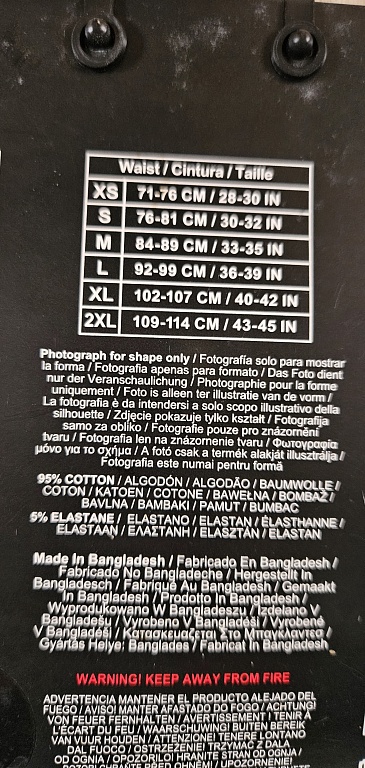 Waist / Cintura / Taille
XS 71-76 CM / 28-30 IN
S 76-81 CM / 30-32 IN
M 84-89 CM / 33-35 IN
L 92-99 CM / 36-39 IN
XL 102-107 CM / 40-42 IN
2XL 109-114 CM / 43-45 IN
Photograph for shape only / Fotografía solo para mostrar
la forma / Fotografia apenas para formato / Das Foto dient
nur der Veranschaulichung / Photographie pour la forme
uniquement / Foto is alleen ter illustratie van de vorm /
La fotografia è da intendersi a solo scopo illustrativo della
silhouette / Zdjęcie pokazuje tylko kształt / Fotografija
samo za obliko / Fotografie pouze pro znázornění
tvaru / Fotografia len na znázornenie tvaru / Φωτογραφία
μόνο για το σχήμα / A fotó csak a termék alakját illusztrálja /
Fotografia este numai pentru formă
95% COTTON / ALGODÓN / ALGODÃO / BAUMWOLLE /
COTON / KATOEN / COTONE / BAWEŁNA / BOMBAŽ /
BAVLNA / BAMBAKI / PAMUT / BUMBAC
5% ELASTANE / ELASTANO / ELASTAN / ÉLASTHANNE /
ELASTAAN / ΕΛΑΣΤΑΝΗ / ELASZTÁN / ELASTAN
Made In Bangladesh / Fabricado En Bangladesh /
Fabricado No Bangladeche / Hergestellt In
Bangladesch / Fabriqué Au Bangladesh / Gemaakt
In Bangladesh / Prodotto In Bangladesh /
Wyprodukowano W Bangladeszu / Izdelano V
Bangladešu / Vyrobeno V Bangladéši / Vyrobené
V Bangladéši / Κατασκευαζεται Στο Μπαγκλαντεσ /
Gyártás Helye: Banglades / Fabricat In Bangladesh
WARNING! KEEP AWAY FROM FIRE
ADVERTENCIA MANTENER EL PRODUCTO ALEJADO DEL
FUEGO / AVISO! MANTER AFASTADO DO FOGO / ACHTUNG!
VON FEUER FERNHALTEN / AVERTISSEMENT ! TENIR À
L'ÉCART DU FEU / WAARSCHUWING! BUITEN BEREIK
VAN VUUR HOUDEN / ATTENZIONE! TENERE LONTANO
DAL FUOCO / OSTRZEŻENIE! TRZYMAĆ Z DALA
OD OGNIA / OPOZORILO! HRANITE STRAN OD OGNJA /
POZOR! CHRAŇTE PŘED OHNĚM! / UPOZORNENIE!